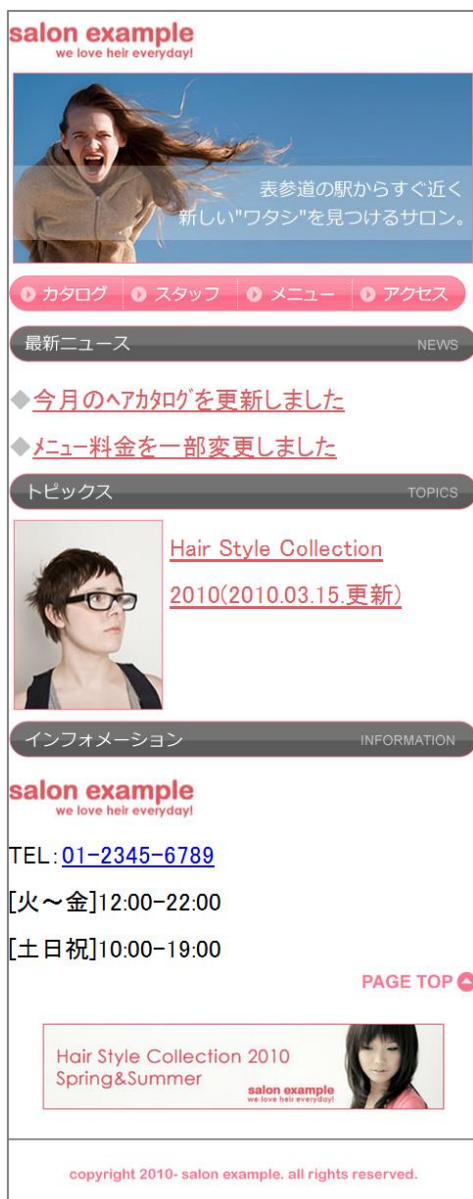 salon example
we love heir everyday!
表参道の駅からすぐ近く
新しい"ワタシ"を見つけるサロン。
カタログ スタッフ メニュー アクセス
最新ニュース NEWS
◆今月のヘアカタログを更新しました
◆メニュー料金を一部変更しました
トピックス TOPICS
Hair Style Collection
2010(2010.03.15.更新)
インフォメーション INFORMATION
salon example
we love heir everyday!
TEL:01-2345-6789
[火～金]12:00-22:00
[土日祝]10:00-19:00
PAGE TOP
Hair Style Collection 2010
Spring&Summer
salon example
we love heir everyday!
copyright 2010- salon example. all rights reserved.